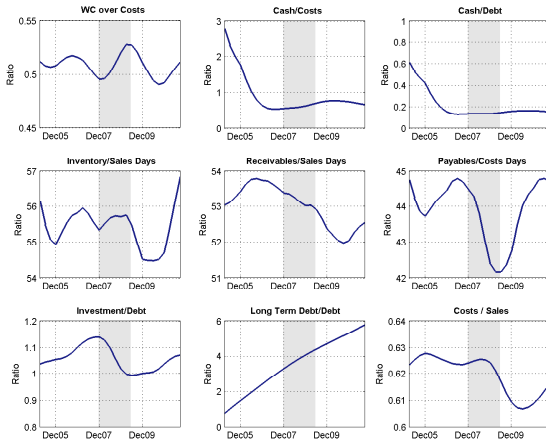 WC over Costs
Cash/Costs
Cash/Debt
0.55
0.5
0.45
Ratio
Dec05 Dec07 Dec09
3
2
1
0
Ratio
Dec05 Dec07 Dec09
1
0.8
0.6
0.4
0.2
0
Ratio
Dec05 Dec07 Dec09
Inventory/Sales Days
Receivables/Sales Days
Payables/Costs Days
57
56
55
54
Ratio
Dec05 Dec07 Dec09
54
53
52
51
Ratio
Dec05 Dec07 Dec09
45
44
43
42
Ratio
Dec05 Dec07 Dec09
Investment/Debt
Long Term Debt/Debt
Costs / Sales
1.2
1.1
1
0.9
0.8
Ratio
Dec05 Dec07 Dec09
6
4
2
0
Ratio
Dec05 Dec07 Dec09
0.64
0.63
0.62
0.61
0.6
Ratio
Dec05 Dec07 Dec09